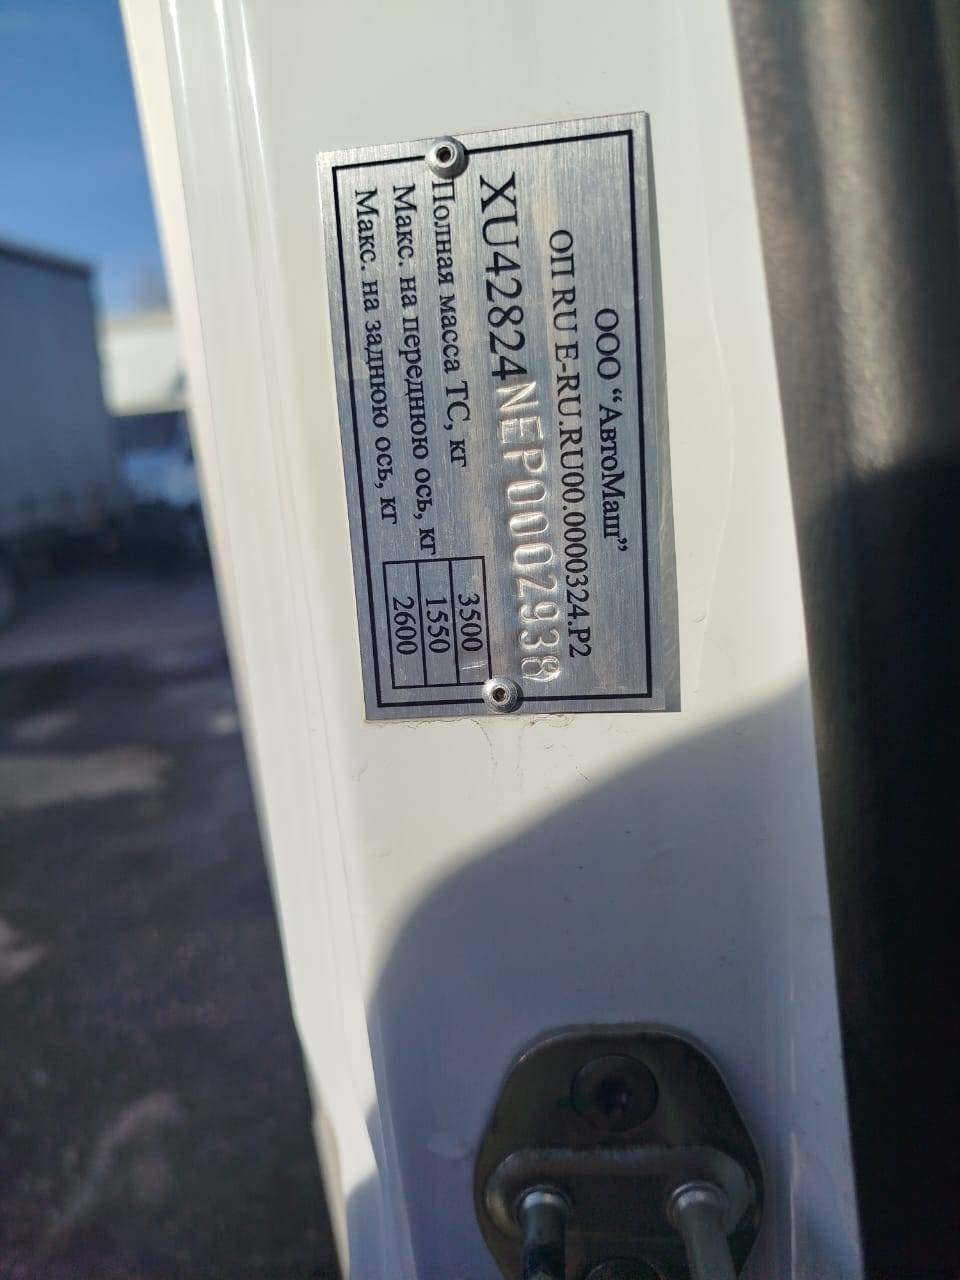 ООО “АвтоМаш”
ОП RU E-RU.RU00.0000324.P2
XU42824NEP0002938
Полная масса ТС, кг 3500
Макс. на переднюю ось, кг 1550
Макс. на заднюю ось, кг 2600